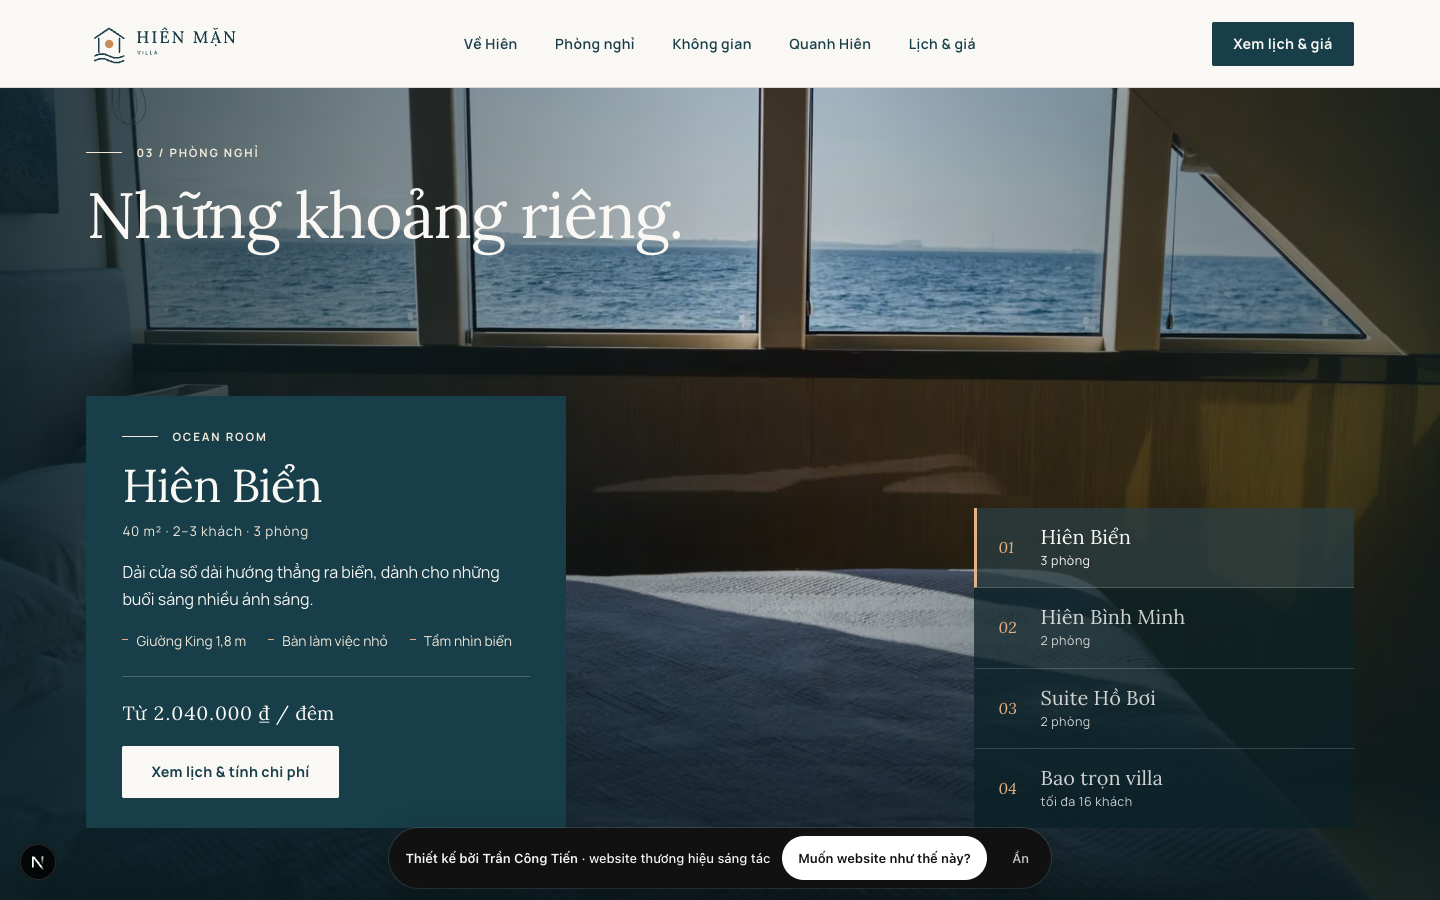 HIÊN MẶN
VILLA
Về Hiên
Phòng nghỉ
Không gian
Quanh Hiên
Lịch & giá
Xem lịch & giá
03 / PHÒNG NGHỈ
Những khoảng riêng.
OCEAN ROOM
Hiên Biển
40 m² · 2–3 khách · 3 phòng
Dải cửa sổ dài hướng thẳng ra biển, dành cho những
buổi sáng nhiều ánh sáng.
Giường King 1,8 m
Bàn làm việc nhỏ
Tầm nhìn biển
Từ 2.040.000 ₫ / đêm
Xem lịch & tính chi phí
01
Hiên Biển
3 phòng
02
Hiên Bình Minh
2 phòng
03
Suite Hồ Bơi
2 phòng
04
Bao trọn villa
tối đa 16 khách
N
Thiết kế bởi Trần Công Tiến · website thương hiệu sáng tác
Muốn website như thế này?
Ẩn